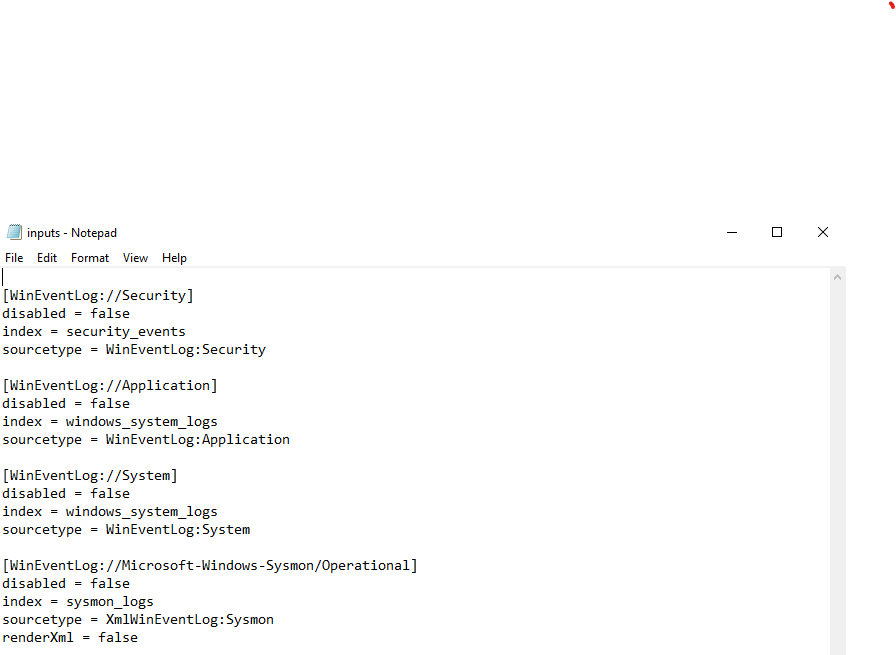 inputs - Notepad
File Edit Format View Help
[WinEventLog://Security]
disabled = false
index = security_events
sourcetype = WinEventLog:Security
[WinEventLog://Application]
disabled = false
index = windows_system_logs
sourcetype = WinEventLog:Application
[WinEventLog://System]
disabled = false
index = windows_system_logs
sourcetype = WinEventLog:System
[WinEventLog://Microsoft-Windows-Sysmon/Operational]
disabled = false
index = sysmon_logs
sourcetype = XmlWinEventLog:Sysmon
renderXml = false